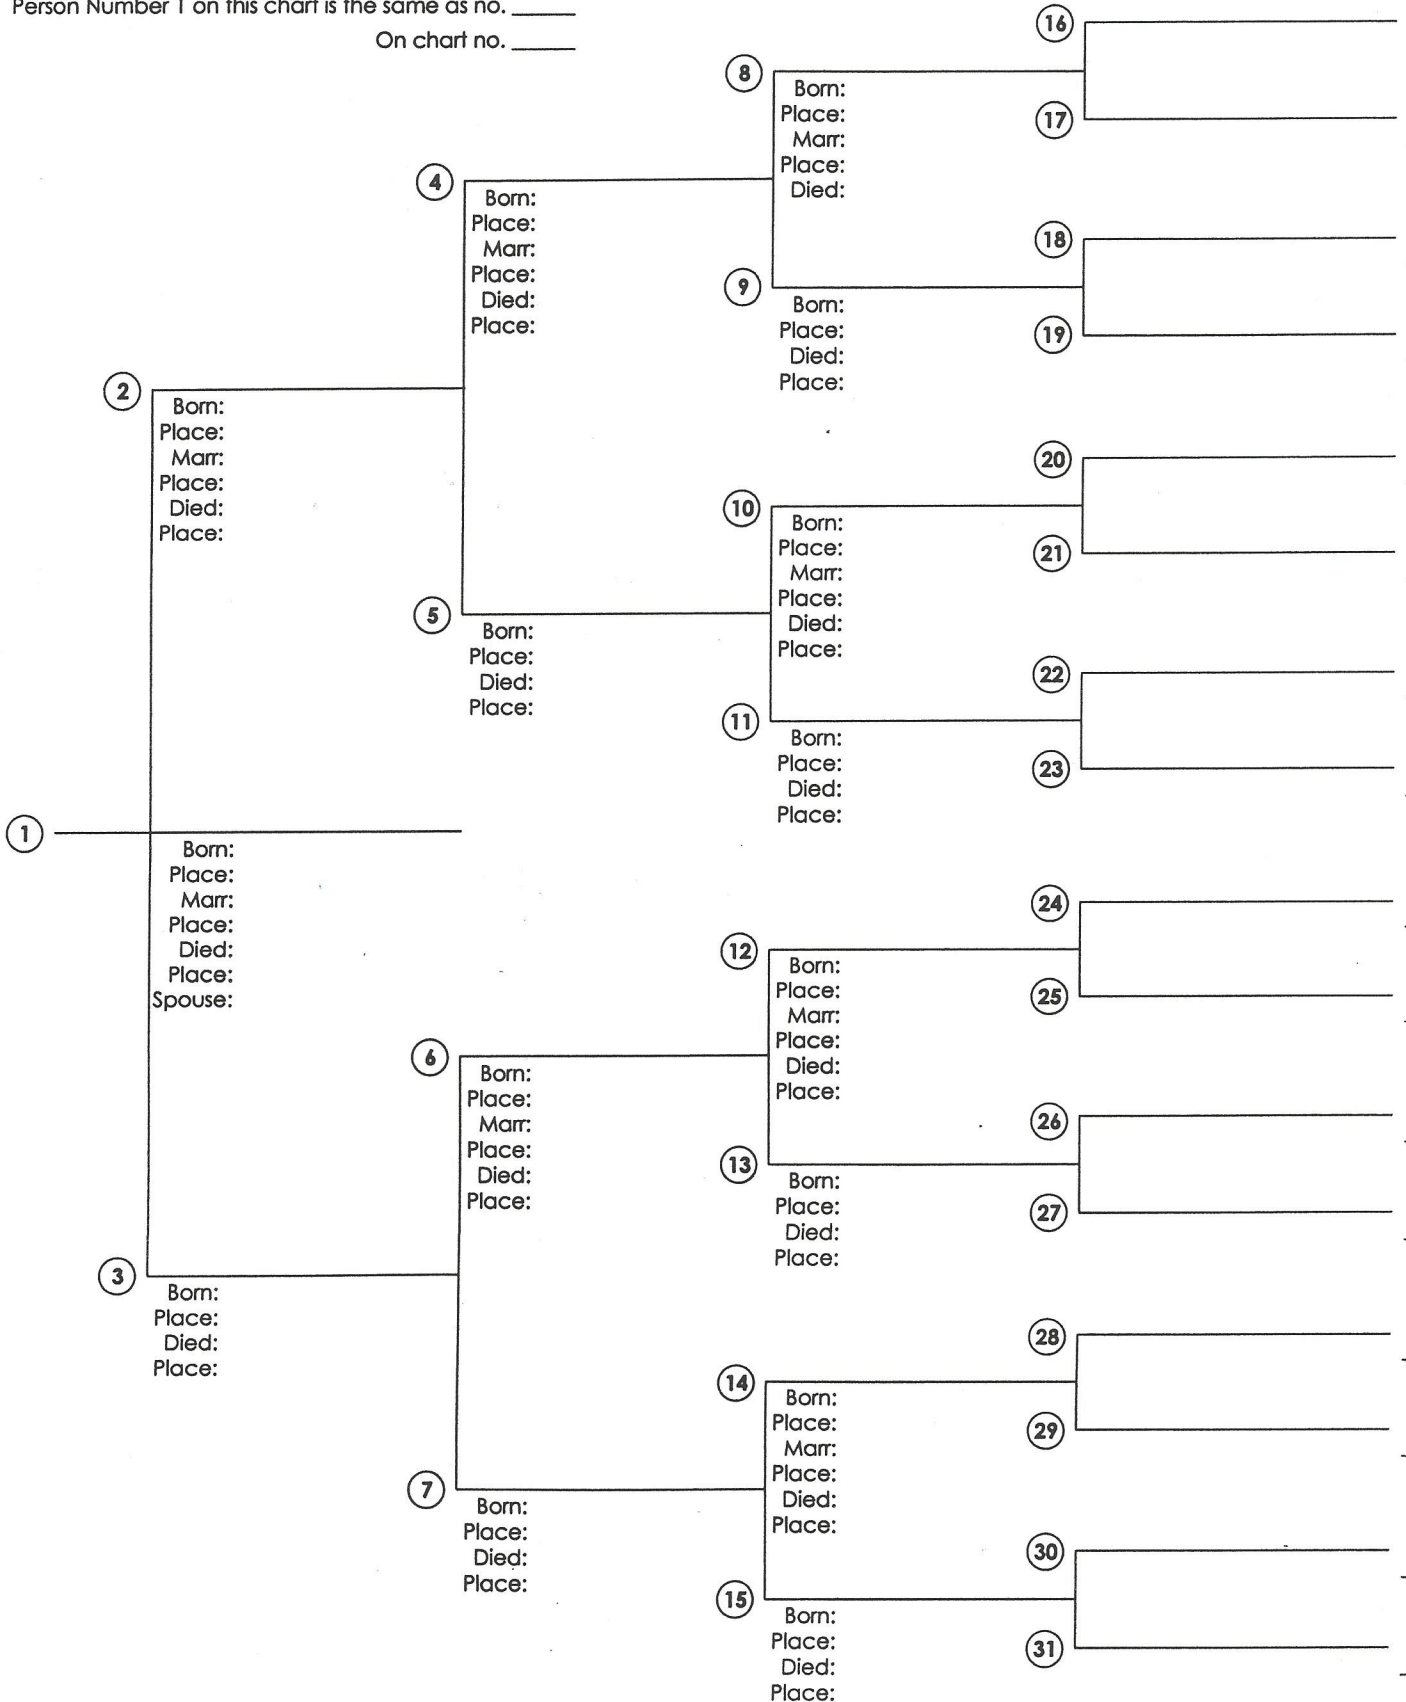 Person Number 1 on this chart is the same as no. ______
On chart no. ______
1
Born:
Place:
Marr:
Place:
Died:
Place:
Spouse:
2
Born:
Place:
Marr:
Place:
Died:
Place:
3
Born:
Place:
Died:
Place:
4
Born:
Place:
Marr:
Place:
Died:
Place:
5
Born:
Place:
Died:
Place:
6
Born:
Place:
Marr:
Place:
Died:
Place:
7
Born:
Place:
Died:
Place:
8
Born:
Place:
Marr:
Place:
Died:
9
Born:
Place:
Died:
Place:
10
Born:
Place:
Marr:
Place:
Died:
Place:
11
Born:
Place:
Died:
Place:
12
Born:
Place:
Marr:
Place:
Died:
Place:
13
Born:
Place:
Died:
Place:
14
Born:
Place:
Marr:
Place:
Died:
Place:
15
Born:
Place:
Died:
Place:
16
17
18
19
20
21
22
23
24
25
26
27
28
29
30
31